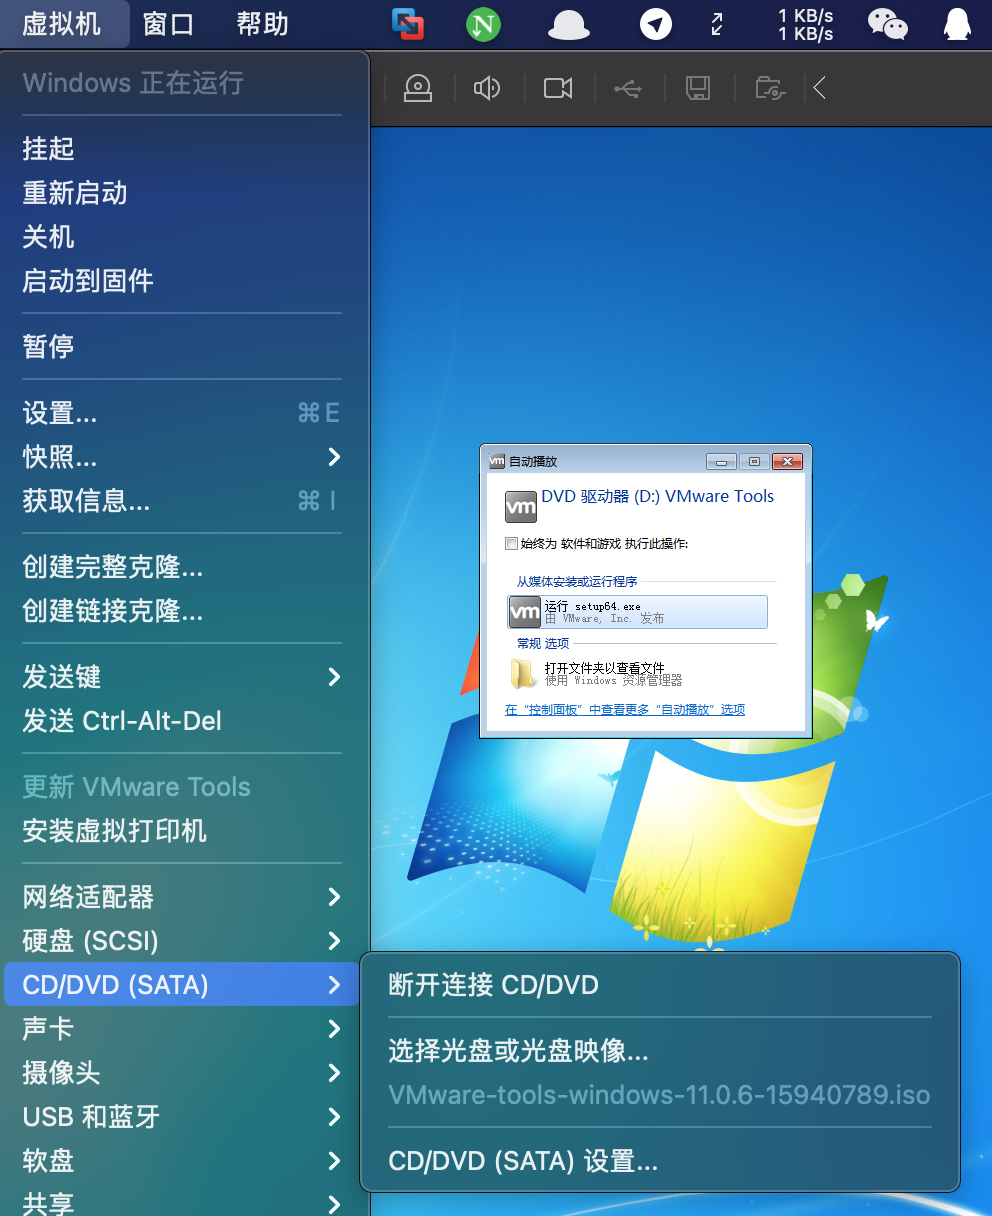 虚拟机 窗口 帮助 N 1 KB/s
1 KB/s
Windows 正在运行
挂起
重新启动
关机
启动到固件
暂停
设置... ⌘ E
快照...
获取信息... ⌘ I
创建完整克隆...
创建链接克隆...
发送键
发送 Ctrl-Alt-Del
更新 VMware Tools
安装虚拟打印机
网络适配器
硬盘 (SCSI)
CD/DVD (SATA)
声卡
摄像头
USB 和蓝牙
软盘
共享
断开连接 CD/DVD
选择光盘或光盘映像...
VMware-tools-windows-11.0.6-15940789.iso
CD/DVD (SATA) 设置...
vm 自动播放
vm DVD 驱动器 (D:) VMware Tools
始终为 软件和游戏 执行此操作:
从媒体安装或运行程序
vm 运行 setup64.exe
由 VMware, Inc. 发布
常规 选项
打开文件夹以查看文件
使用 Windows 资源管理器
在“控制面板”中查看更多“自动播放”选项